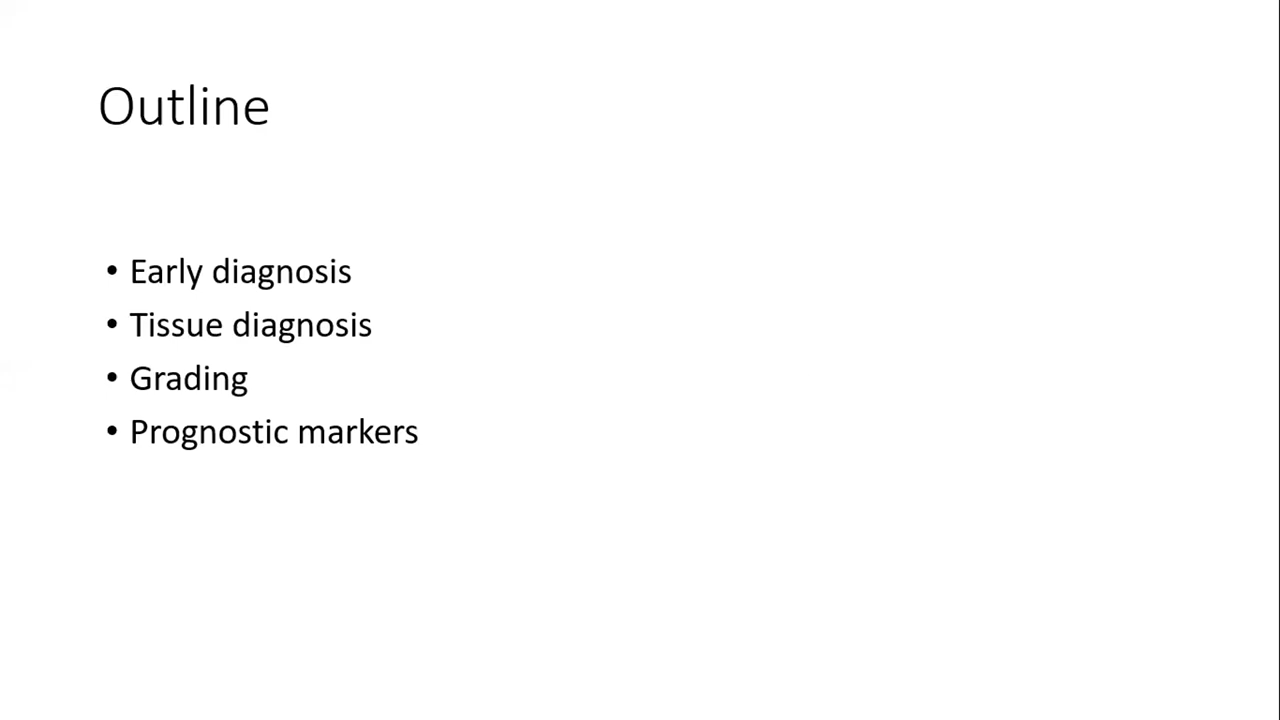 Outline
• Early diagnosis
• Tissue diagnosis
• Grading
• Prognostic markers